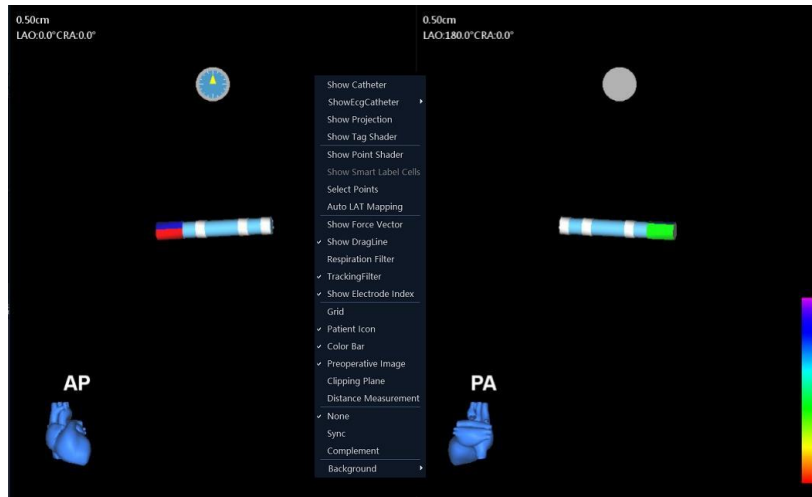 0.50cm
LAO:0.0°CRA:0.0°
0.50cm
LAO:180.0°CRA:0.0°
Show Catheter
ShowEcgCatheter
Show Projection
Show Tag Shader
Show Point Shader
Show Smart Label Cells
Select Points
Auto LAT Mapping
Show Force Vector
Show DragLine
Respiration Filter
TrackingFilter
Show Electrode Index
Grid
Patient Icon
Color Bar
Preoperative Image
Clipping Plane
Distance Measurement
None
Sync
Complement
Background
AP
PA